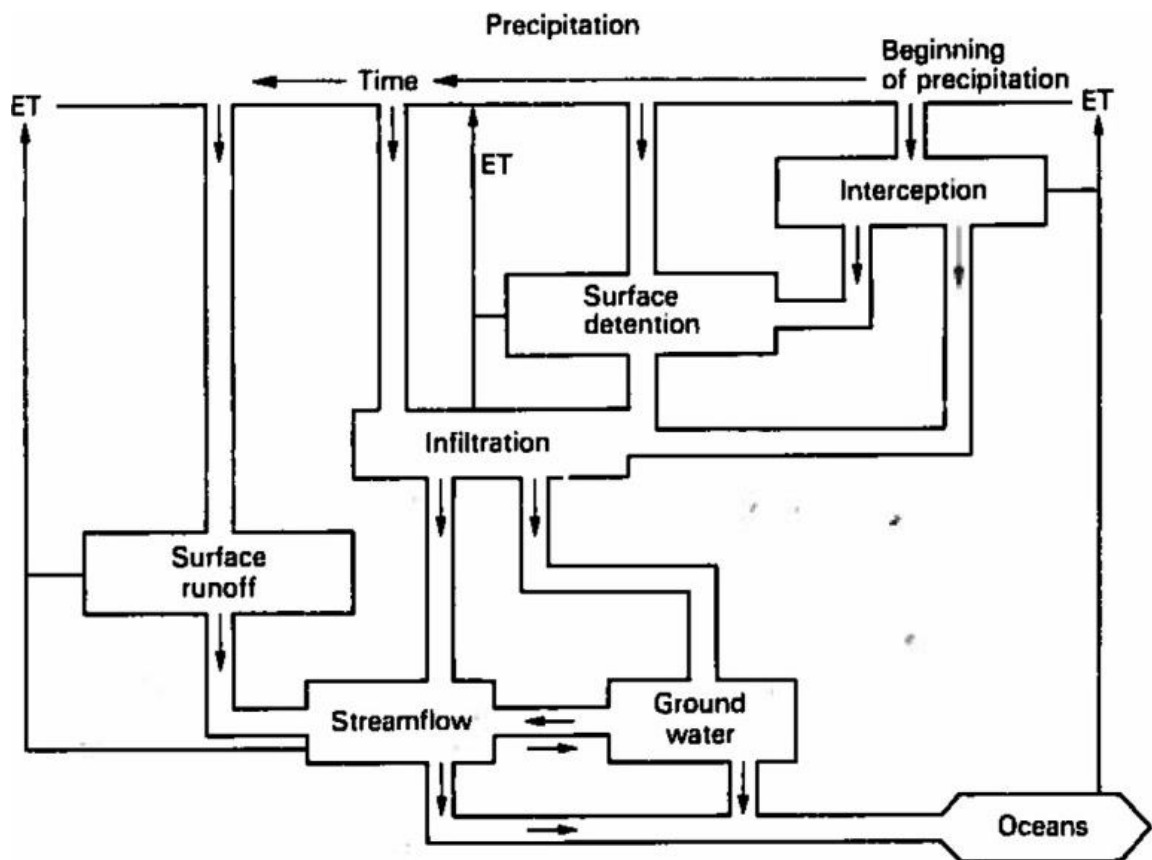 Precipitation
Beginning
of precipitation
Time
ET
ET
ET
Interception
Surface
detention
Infiltration
Surface
runoff
Streamflow
Ground
water
Oceans